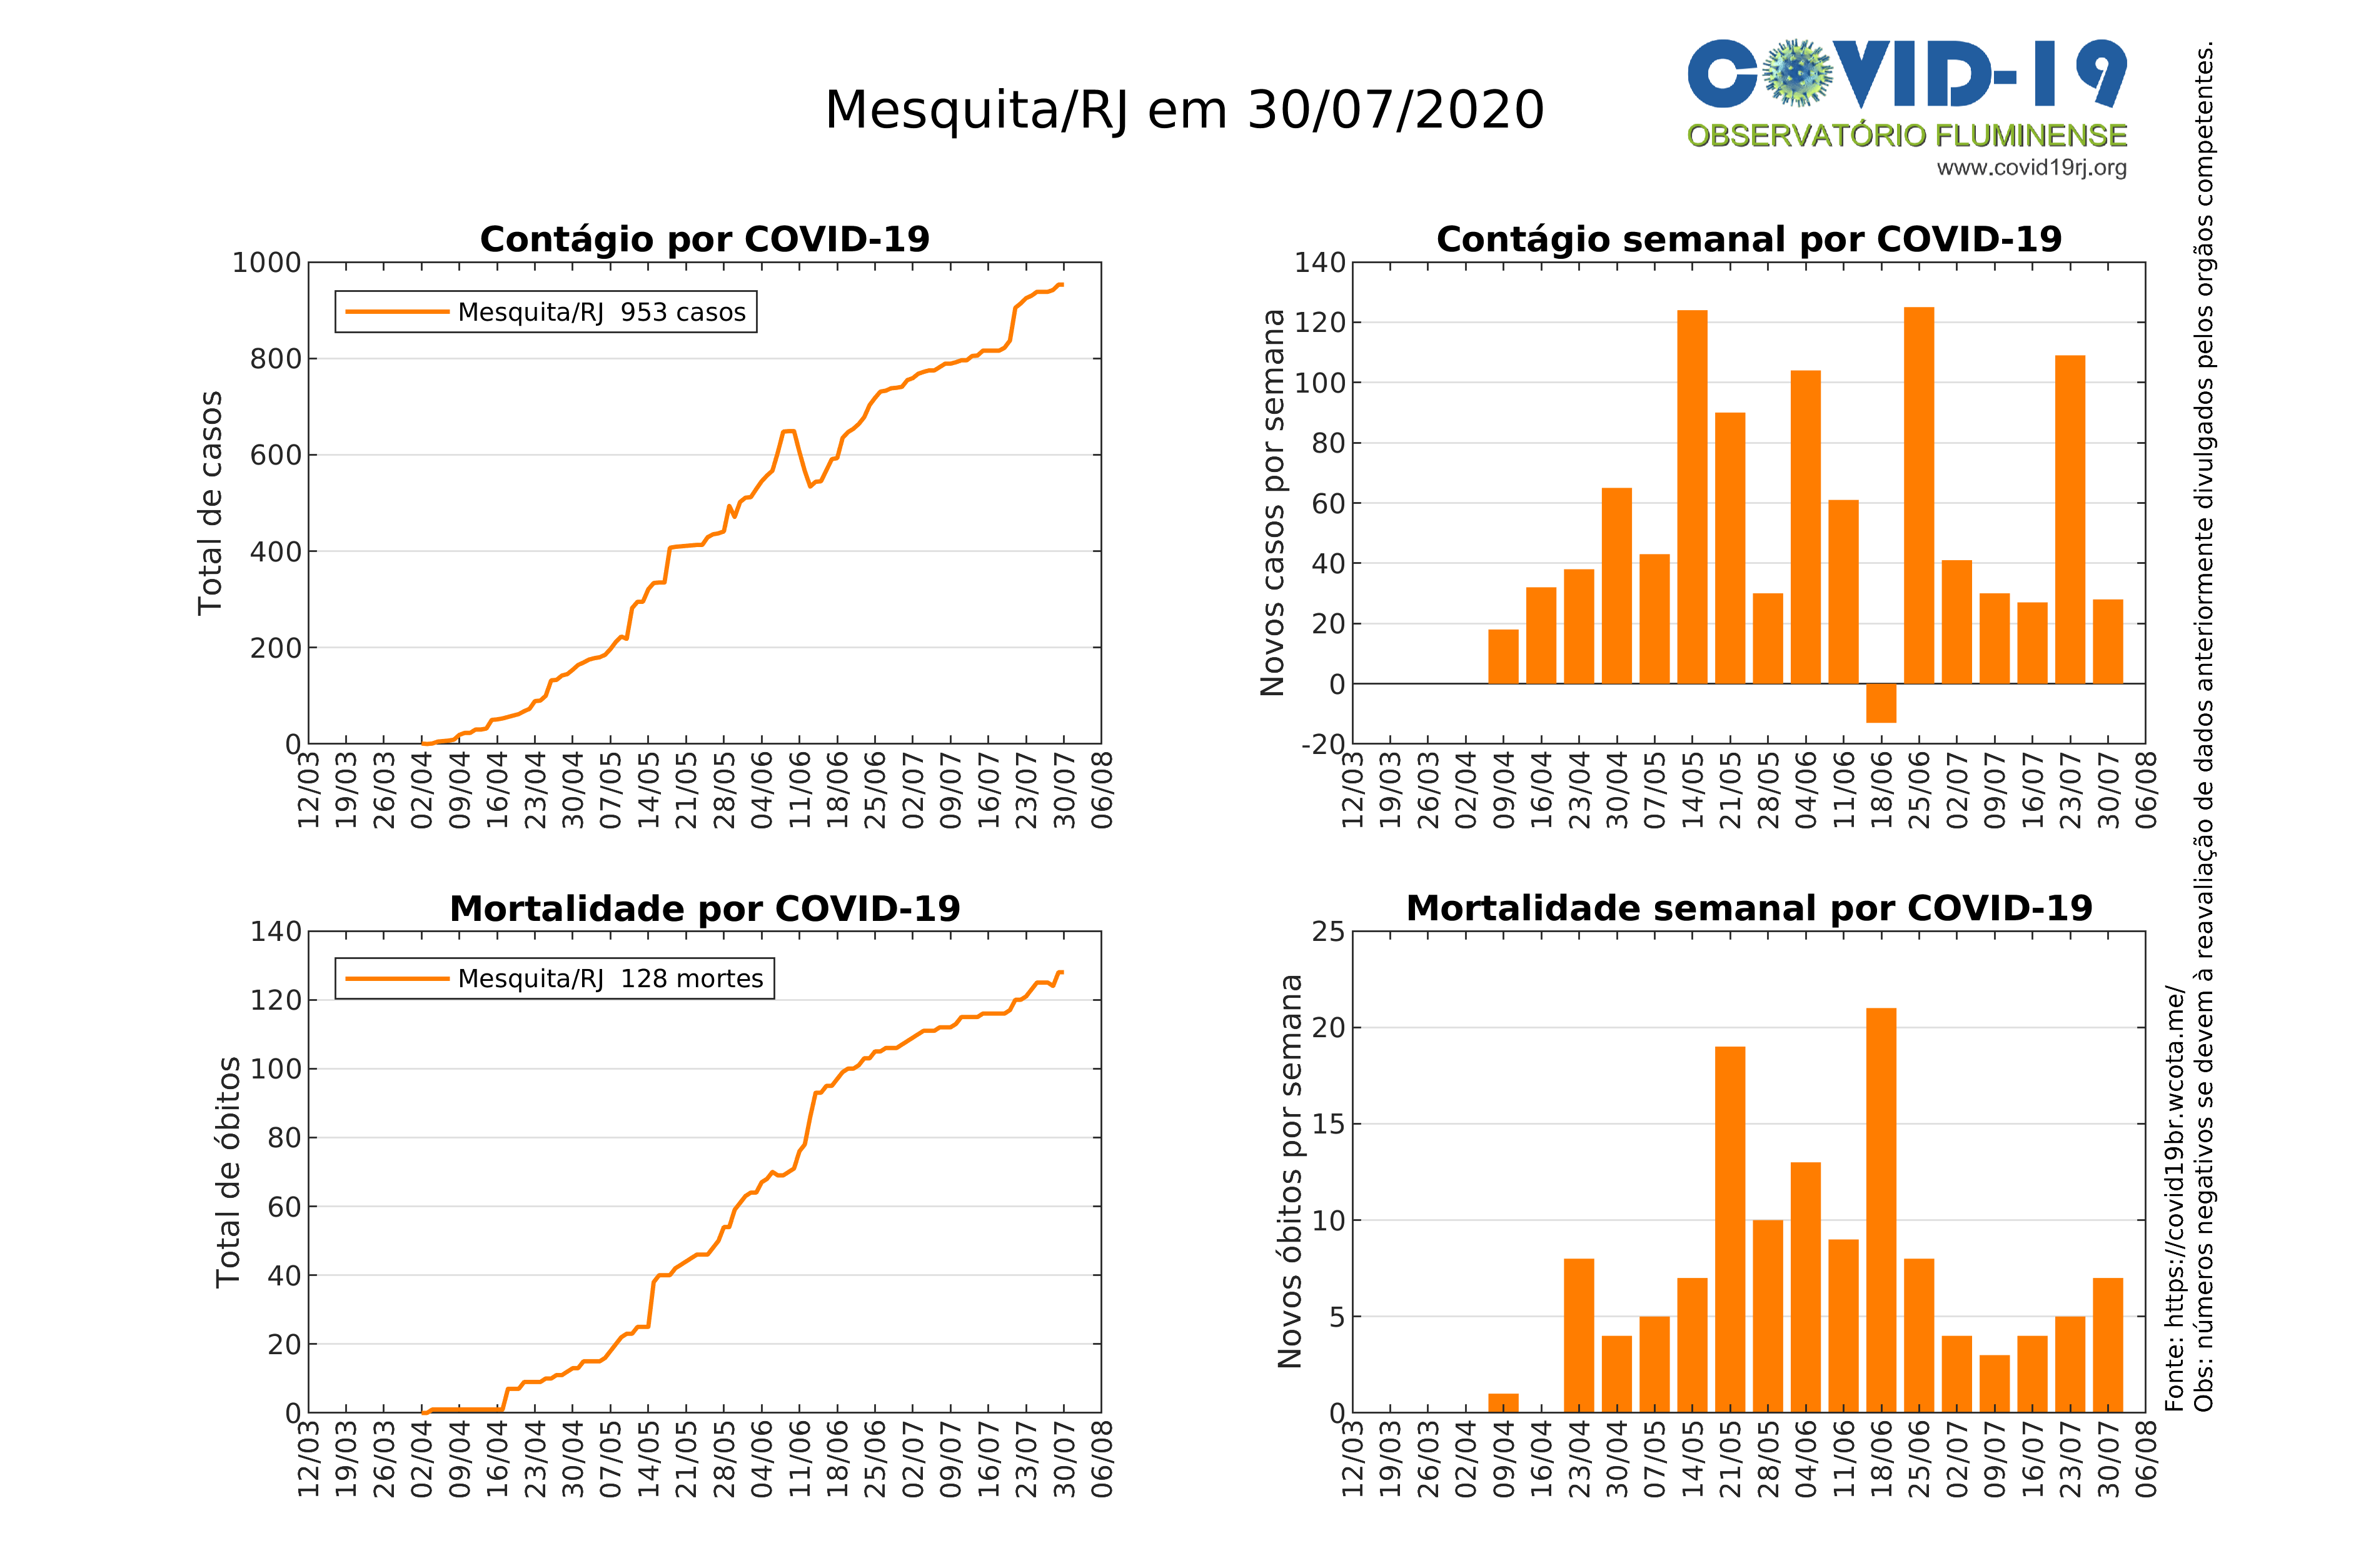 Mesquita/RJ em 30/07/2020
COVID-19
OBSERVATÓRIO FLUMINENSE
www.covid19rj.org
Contágio por COVID-19
Total de casos
1000
800
600
400
200
0
Mesquita/RJ 953 casos
12/03 19/03 26/03 02/04 09/04 16/04 23/04 30/04 07/05 14/05 21/05 28/05 04/06 11/06 18/06 25/06 02/07 09/07 16/07 23/07 30/07 06/08
Contágio semanal por COVID-19
Novos casos por semana
140
120
100
80
60
40
20
0
-20
12/03 19/03 26/03 02/04 09/04 16/04 23/04 30/04 07/05 14/05 21/05 28/05 04/06 11/06 18/06 25/06 02/07 09/07 16/07 23/07 30/07 06/08
Mortalidade por COVID-19
Total de óbitos
140
120
100
80
60
40
20
0
Mesquita/RJ 128 mortes
12/03 19/03 26/03 02/04 09/04 16/04 23/04 30/04 07/05 14/05 21/05 28/05 04/06 11/06 18/06 25/06 02/07 09/07 16/07 23/07 30/07 06/08
Mortalidade semanal por COVID-19
Novos óbitos por semana
25
20
15
10
5
0
12/03 19/03 26/03 02/04 09/04 16/04 23/04 30/04 07/05 14/05 21/05 28/05 04/06 11/06 18/06 25/06 02/07 09/07 16/07 23/07 30/07 06/08
Fonte: https://covid19br.wcota.me/
Obs: números negativos se devem à reavaliação de dados anteriormente divulgados pelos orgãos competentes.